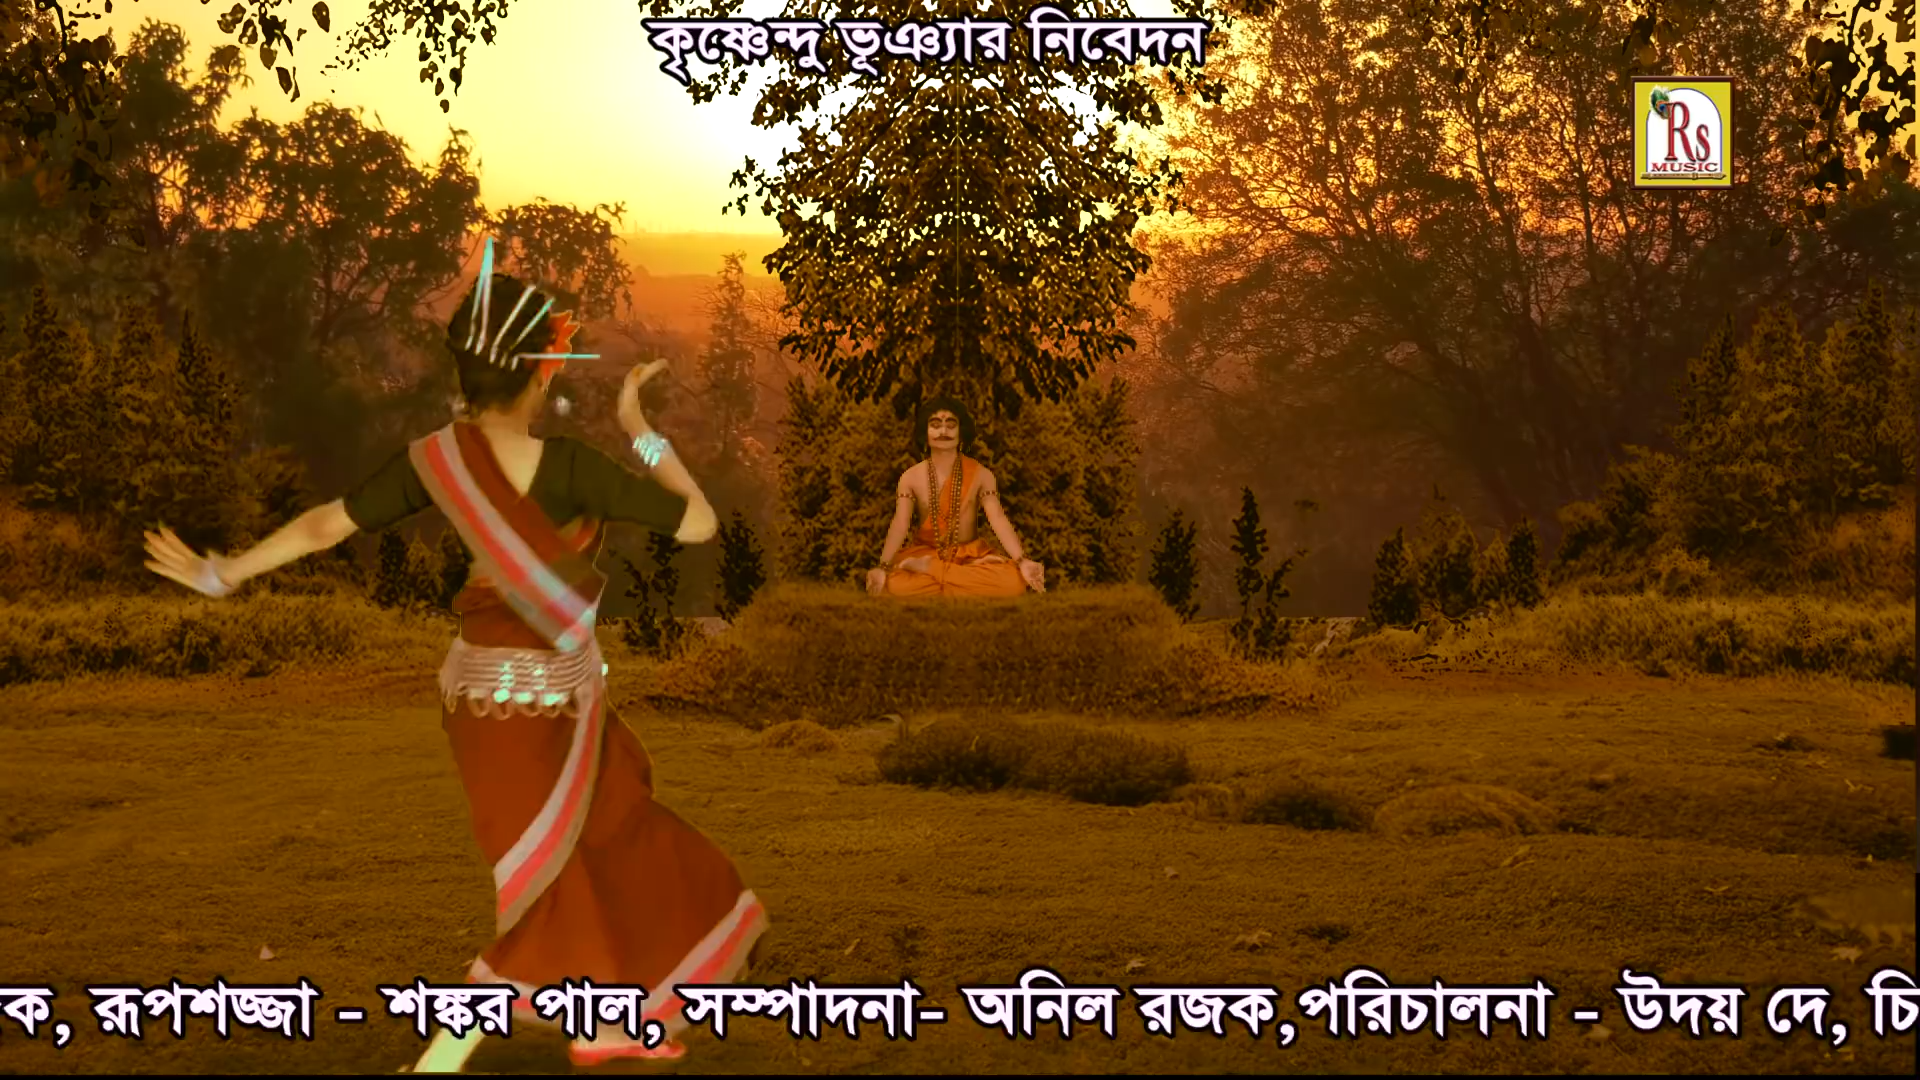 কৃষ্ণেন্দু ভূঞ্যার নিবেদন
Rs
MUSIC
ক, রূপশজ্জা - শঙ্কর পাল, সম্পাদনা- অনিল রজক,পরিচালনা - উদয় দে, চি